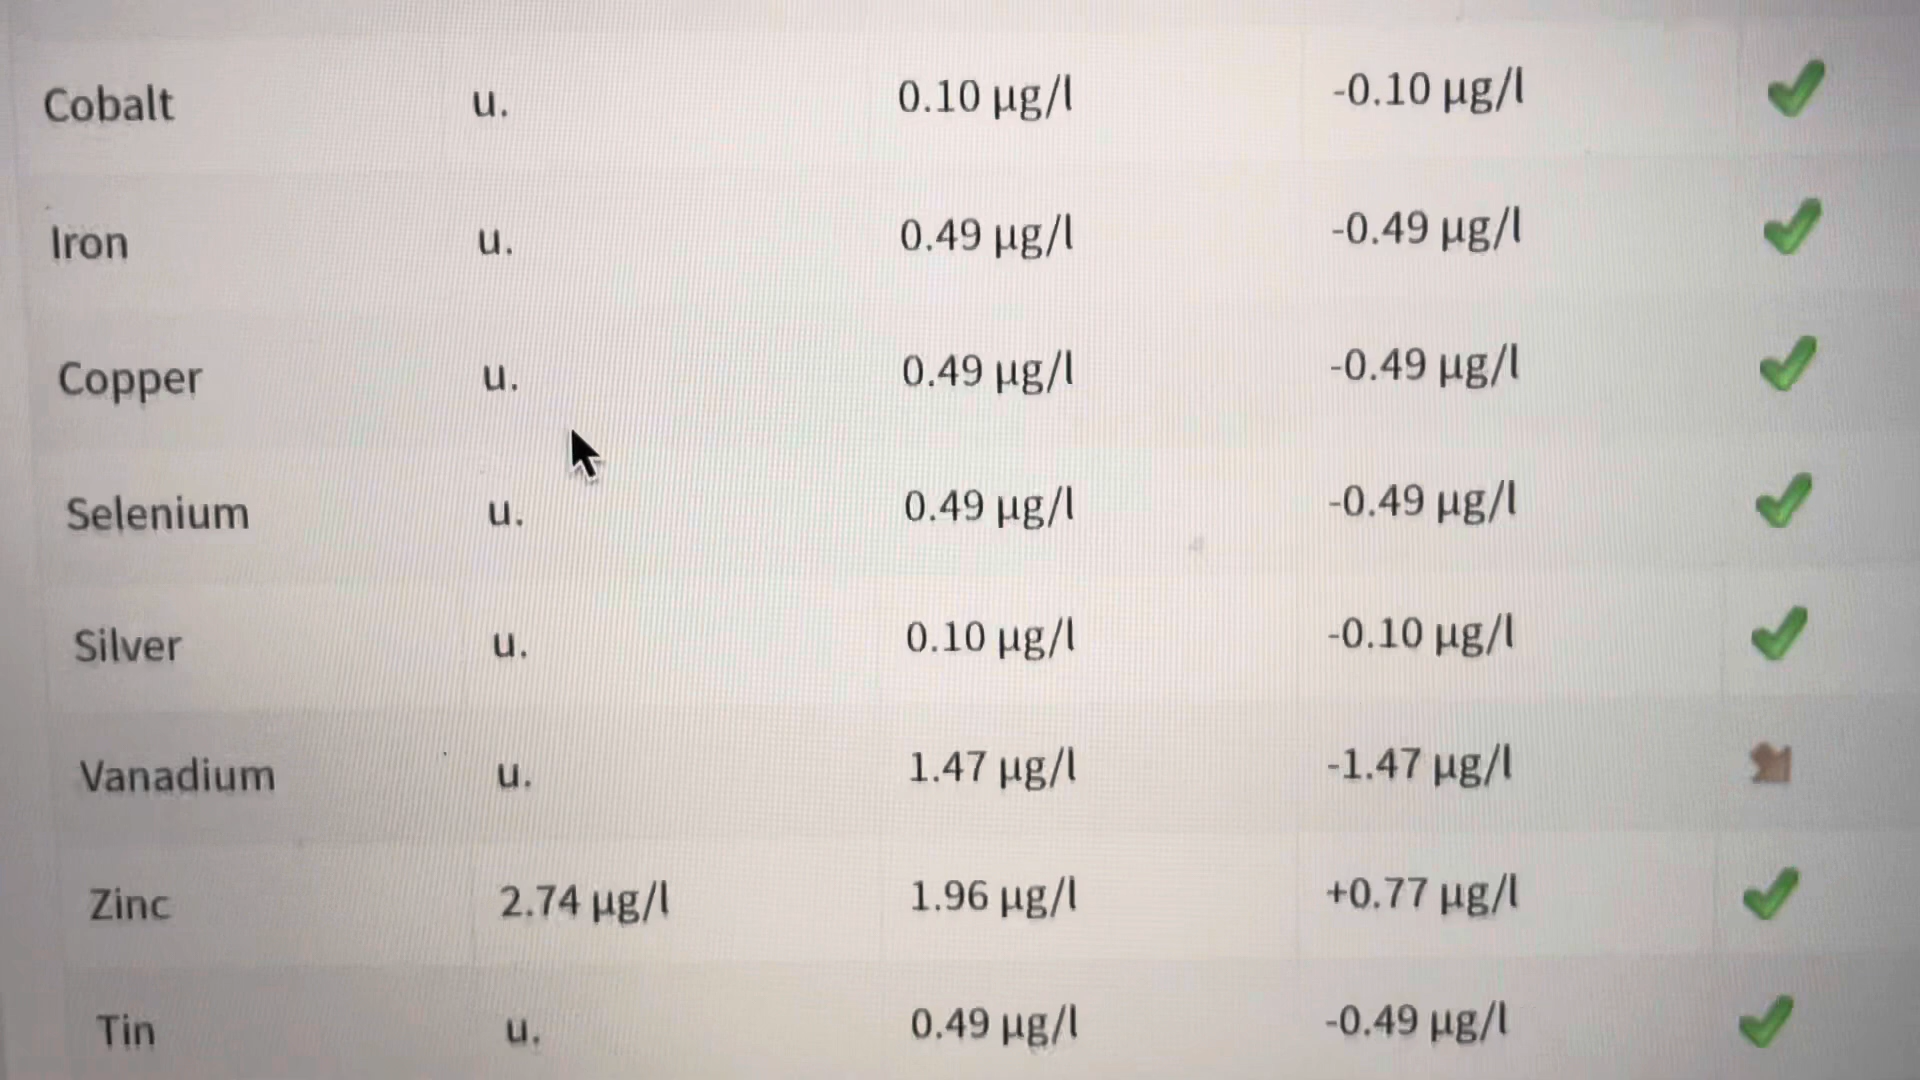 Cobalt u. 0.10 µg/l -0.10 µg/l
Iron u. 0.49 µg/l -0.49 µg/l
Copper u. 0.49 µg/l -0.49 µg/l
Selenium u. 0.49 µg/l -0.49 µg/l
Silver u. 0.10 µg/l -0.10 µg/l
Vanadium u. 1.47 µg/l -1.47 µg/l
Zinc 2.74 µg/l 1.96 µg/l +0.77 µg/l
Tin u. 0.49 µg/l -0.49 µg/l